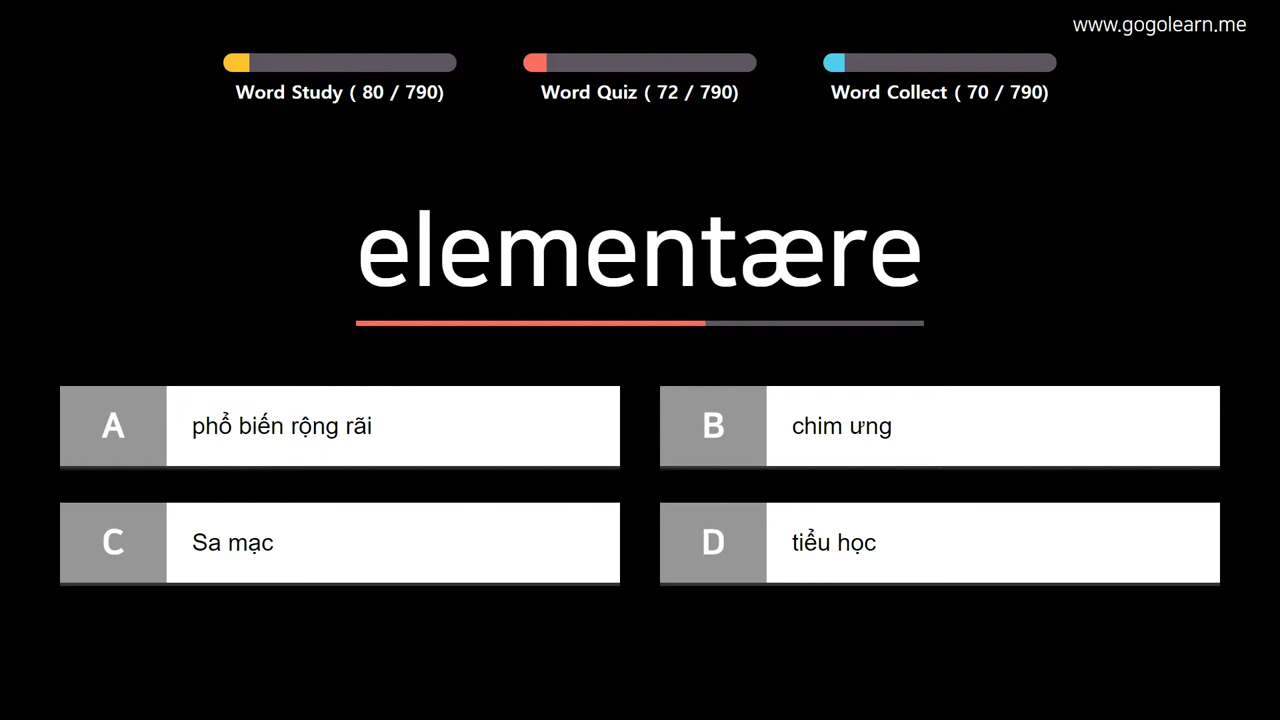 www.gogolearn.me
Word Study ( 80 / 790)
Word Quiz ( 72 / 790)
Word Collect ( 70 / 790)
elementære
A phổ biến rộng rãi
B chim ưng
C Sa mạc
D tiểu học